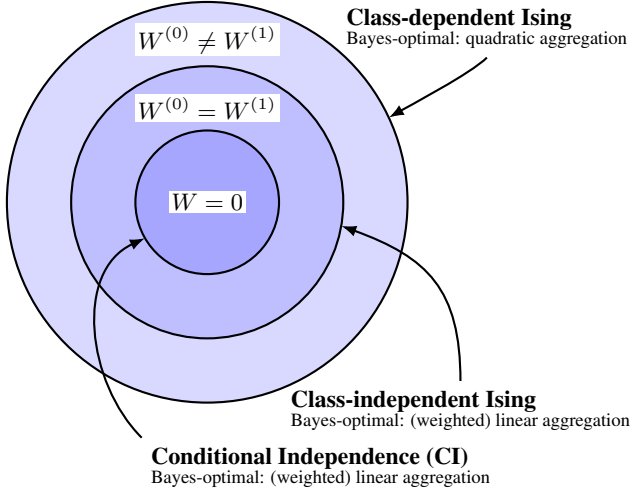 Class-dependent Ising
Bayes-optimal: quadratic aggregation
W^{(0)} ≠ W^{(1)}
W^{(0)} = W^{(1)}
W = 0
Class-independent Ising
Bayes-optimal: (weighted) linear aggregation
Conditional Independence (CI)
Bayes-optimal: (weighted) linear aggregation